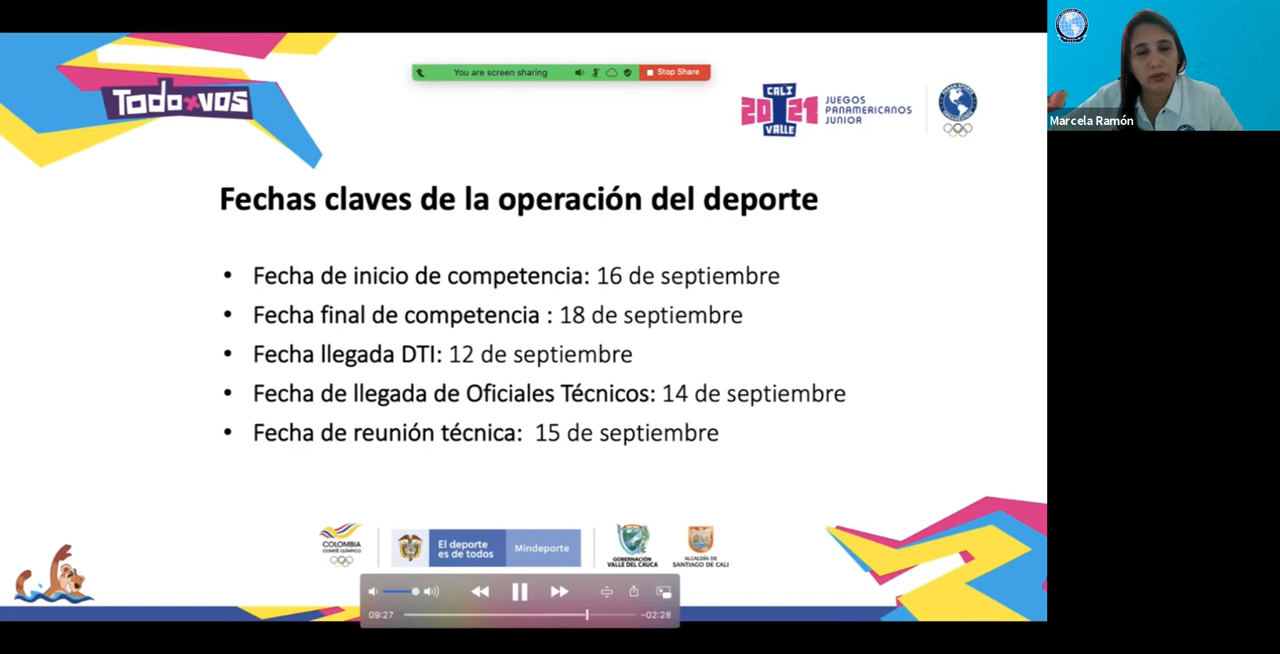 You are screen sharing
Stop Share
Todo x vos
CALI
2021
VALLE
JUEGOS
PANAMERICANOS
JUNIOR
Marcela Ramón
Fechas claves de la operación del deporte
• Fecha de inicio de competencia: 16 de septiembre
• Fecha final de competencia : 18 de septiembre
• Fecha llegada DTI: 12 de septiembre
• Fecha de llegada de Oficiales Técnicos: 14 de septiembre
• Fecha de reunión técnica: 15 de septiembre
COLOMBIA
COMITÉ OLÍMPICO
El deporte
es de todos
Mindeporte
GOBERNACIÓN
VALLE DEL CAUCA
ALCALDÍA DE
SANTIAGO DE CALI
09:27
-02:28